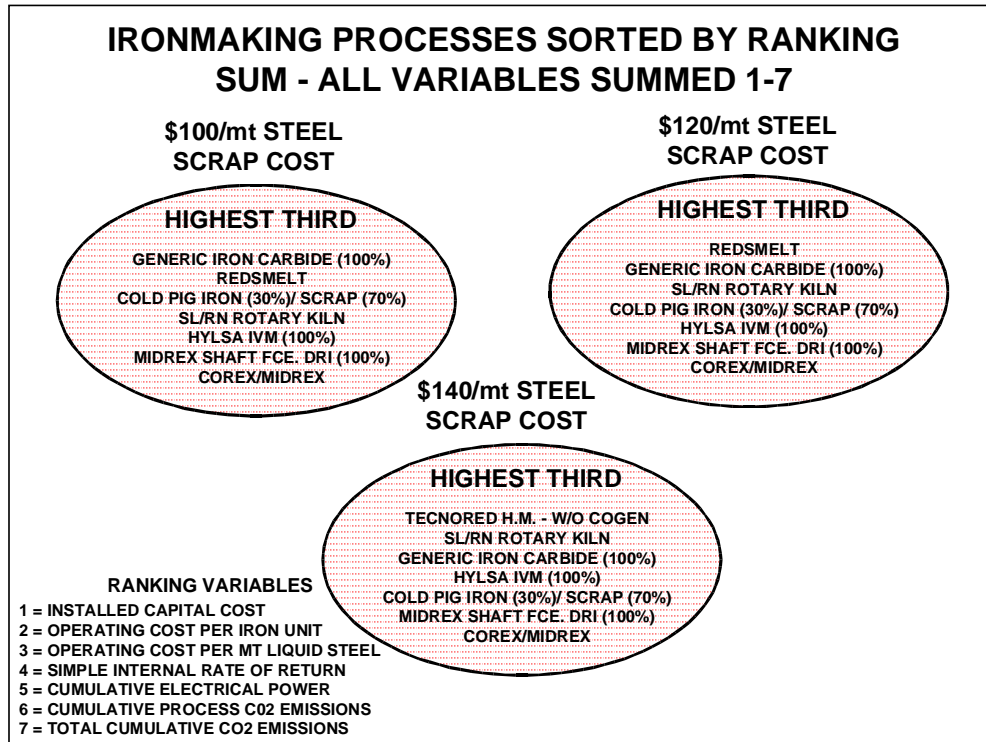 IRONMAKING PROCESSES SORTED BY RANKING
SUM - ALL VARIABLES SUMMED 1-7
$100/mt STEEL
SCRAP COST
HIGHEST THIRD
GENERIC IRON CARBIDE (100%)
REDSMELT
COLD PIG IRON (30%)/ SCRAP (70%)
SL/RN ROTARY KILN
HYLSA IVM (100%)
MIDREX SHAFT FCE. DRI (100%)
COREX/MIDREX
$120/mt STEEL
SCRAP COST
HIGHEST THIRD
REDSMELT
GENERIC IRON CARBIDE (100%)
SL/RN ROTARY KILN
COLD PIG IRON (30%)/ SCRAP (70%)
HYLSA IVM (100%)
MIDREX SHAFT FCE. DRI (100%)
COREX/MIDREX
$140/mt STEEL
SCRAP COST
HIGHEST THIRD
TECNORED H.M. - W/O COGEN
SL/RN ROTARY KILN
GENERIC IRON CARBIDE (100%)
HYLSA IVM (100%)
COLD PIG IRON (30%)/ SCRAP (70%)
MIDREX SHAFT FCE. DRI (100%)
COREX/MIDREX
RANKING VARIABLES
1 = INSTALLED CAPITAL COST
2 = OPERATING COST PER IRON UNIT
3 = OPERATING COST PER MT LIQUID STEEL
4 = SIMPLE INTERNAL RATE OF RETURN
5 = CUMULATIVE ELECTRICAL POWER
6 = CUMULATIVE PROCESS C02 EMISSIONS
7 = TOTAL CUMULATIVE CO2 EMISSIONS